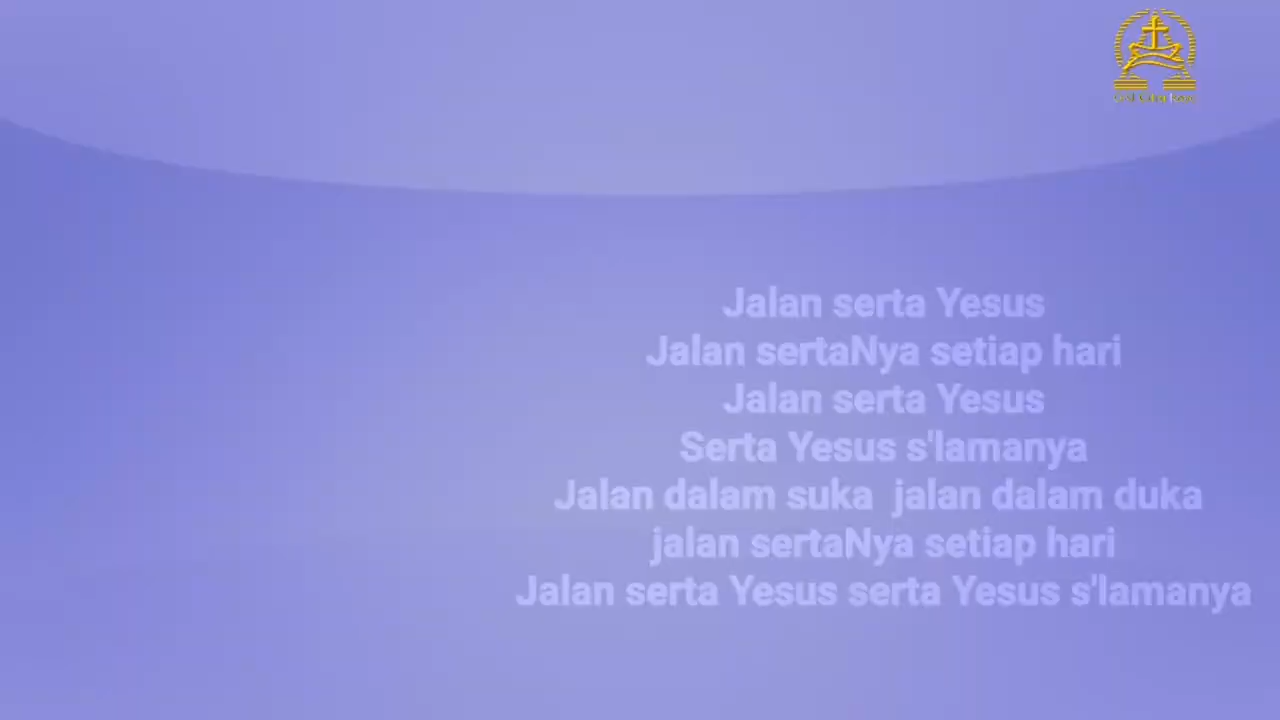 Jalan serta Yesus
Jalan sertaNya setiap hari
Jalan serta Yesus
Serta Yesus s'lamanya
Jalan dalam suka  jalan dalam duka
jalan sertaNya setiap hari
Jalan serta Yesus serta Yesus s'lamanya